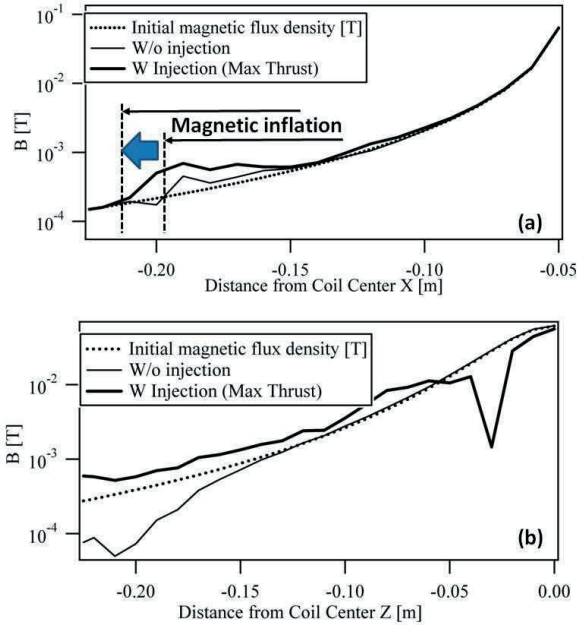 10-1
Initial magnetic flux density [T]
W/o injection
W Injection (Max Thrust)
10-2
B [T]
Magnetic inflation
10-3
10-4
(a)
-0.20 -0.15 -0.10 -0.05
Distance from Coil Center X [m]
Initial magnetic flux density [T]
W/o injection
W Injection (Max Thrust)
10-2
B [T]
10-3
10-4
(b)
-0.20 -0.15 -0.10 -0.05 0.00
Distance from Coil Center Z [m]